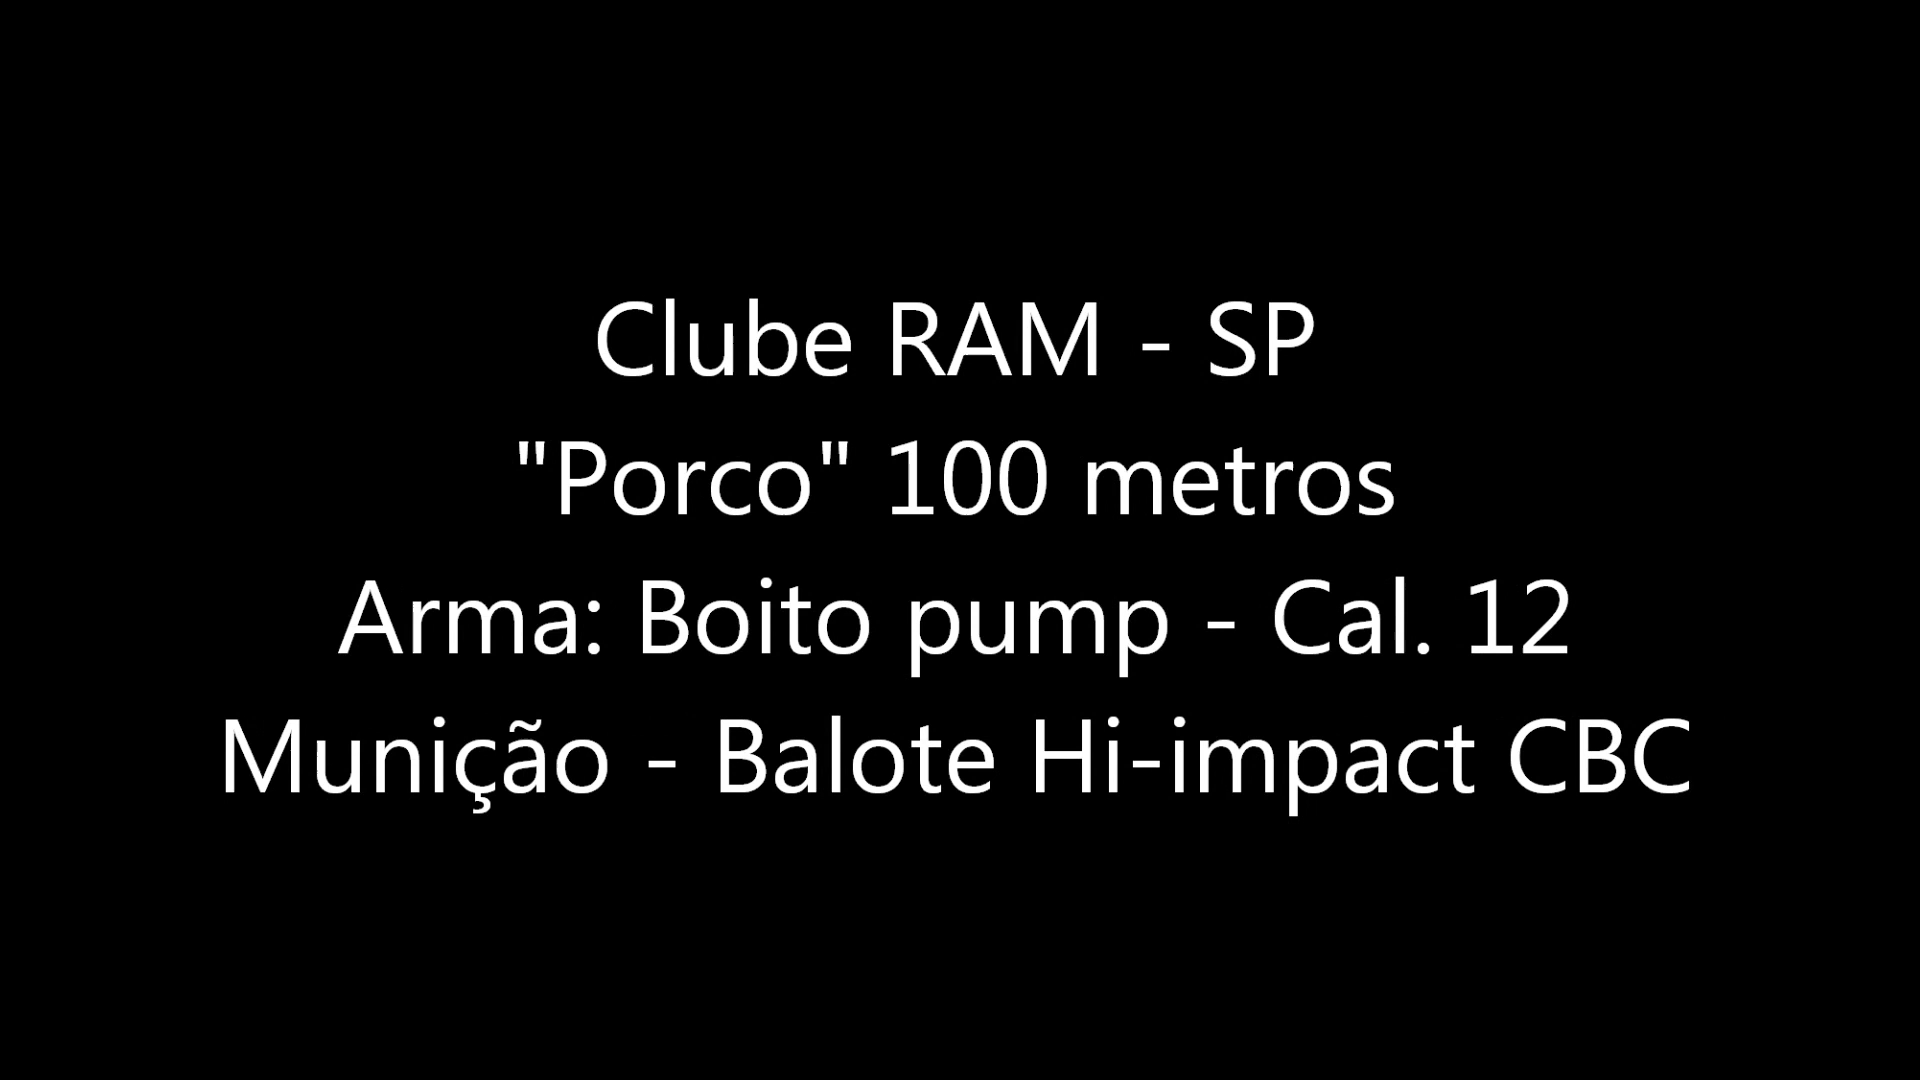 Clube RAM - SP
"Porco" 100 metros
Arma: Boito pump - Cal. 12
Munição - Balote Hi-impact CBC